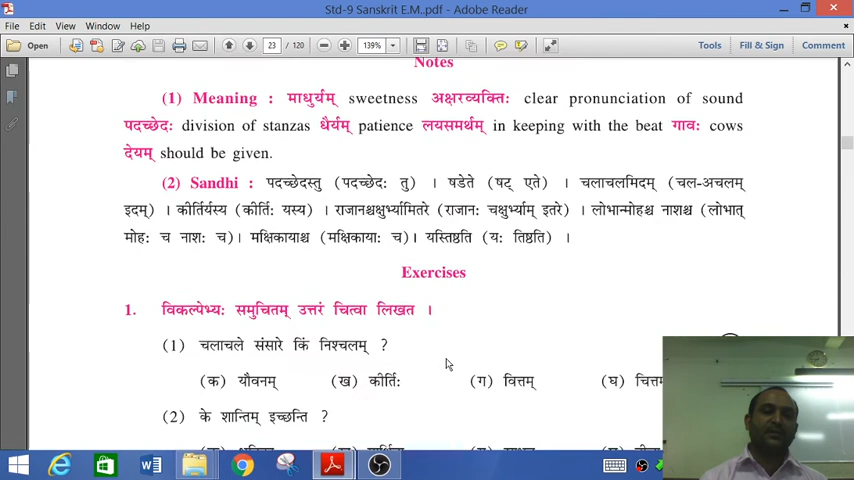 Std-9 Sanskrit E.M..pdf - Adobe Reader
File Edit View Window Help
Open 23 / 120 139% Tools Fill & Sign Comment
Notes
(1) Meaning : माधुर्यम् sweetness अक्षरव्यक्तिः clear pronunciation of sound
पदच्छेदः division of stanzas धैर्यम् patience लयसमर्थम् in keeping with the beat गावः cows
देयम् should be given.
(2) Sandhi : पदच्छेदस्तु (पदच्छेदः तु) । षडेते (षट् एते) । चलाचलमिदम् (चल-अचलम्
इदम्) । कीर्तिर्यस्य (कीर्तिः यस्य) । राजानश्चक्षुर्भ्यामितरे (राजानः चक्षुर्भ्याम् इतरे) । लोभान्मोहश्च नाशश्च (लोभात्
मोहः च नाशः च)। मक्षिकायाश्च (मक्षिकायाः च)। यस्तिष्ठति (यः तिष्ठति) ।
Exercises
1. विकल्पेभ्यः समुचितम् उत्तरं चित्वा लिखत ।
(1) चलाचले संसारे किं निश्चलम् ?
(क) यौवनम् (ख) कीर्तिः (ग) वित्तम् (घ)
(2) के शान्तिम् इच्छन्ति ?